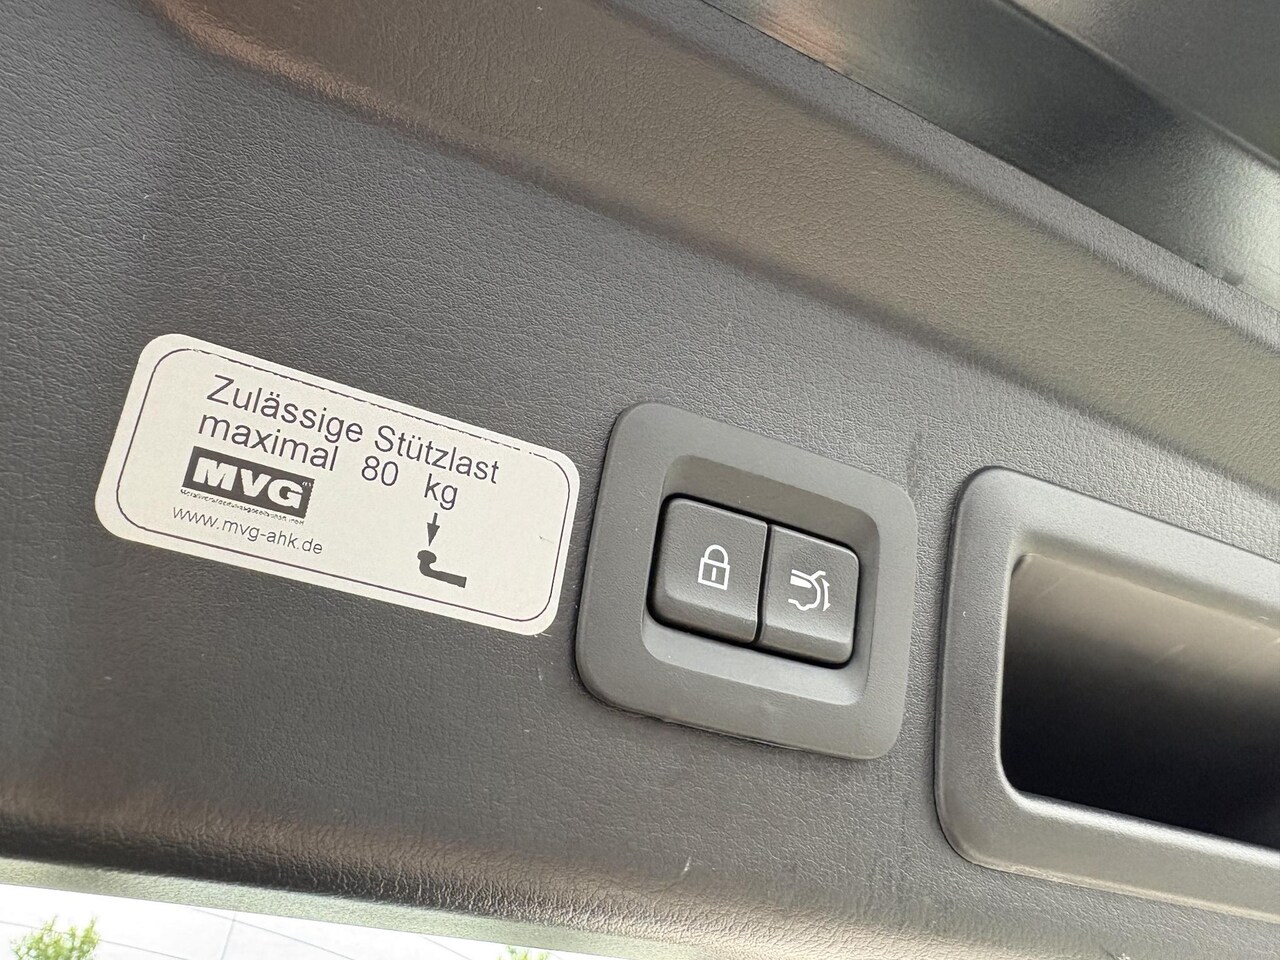 Zulässige Stützlast
maximal 80 kg
MVG
www.mvg-ahk.de